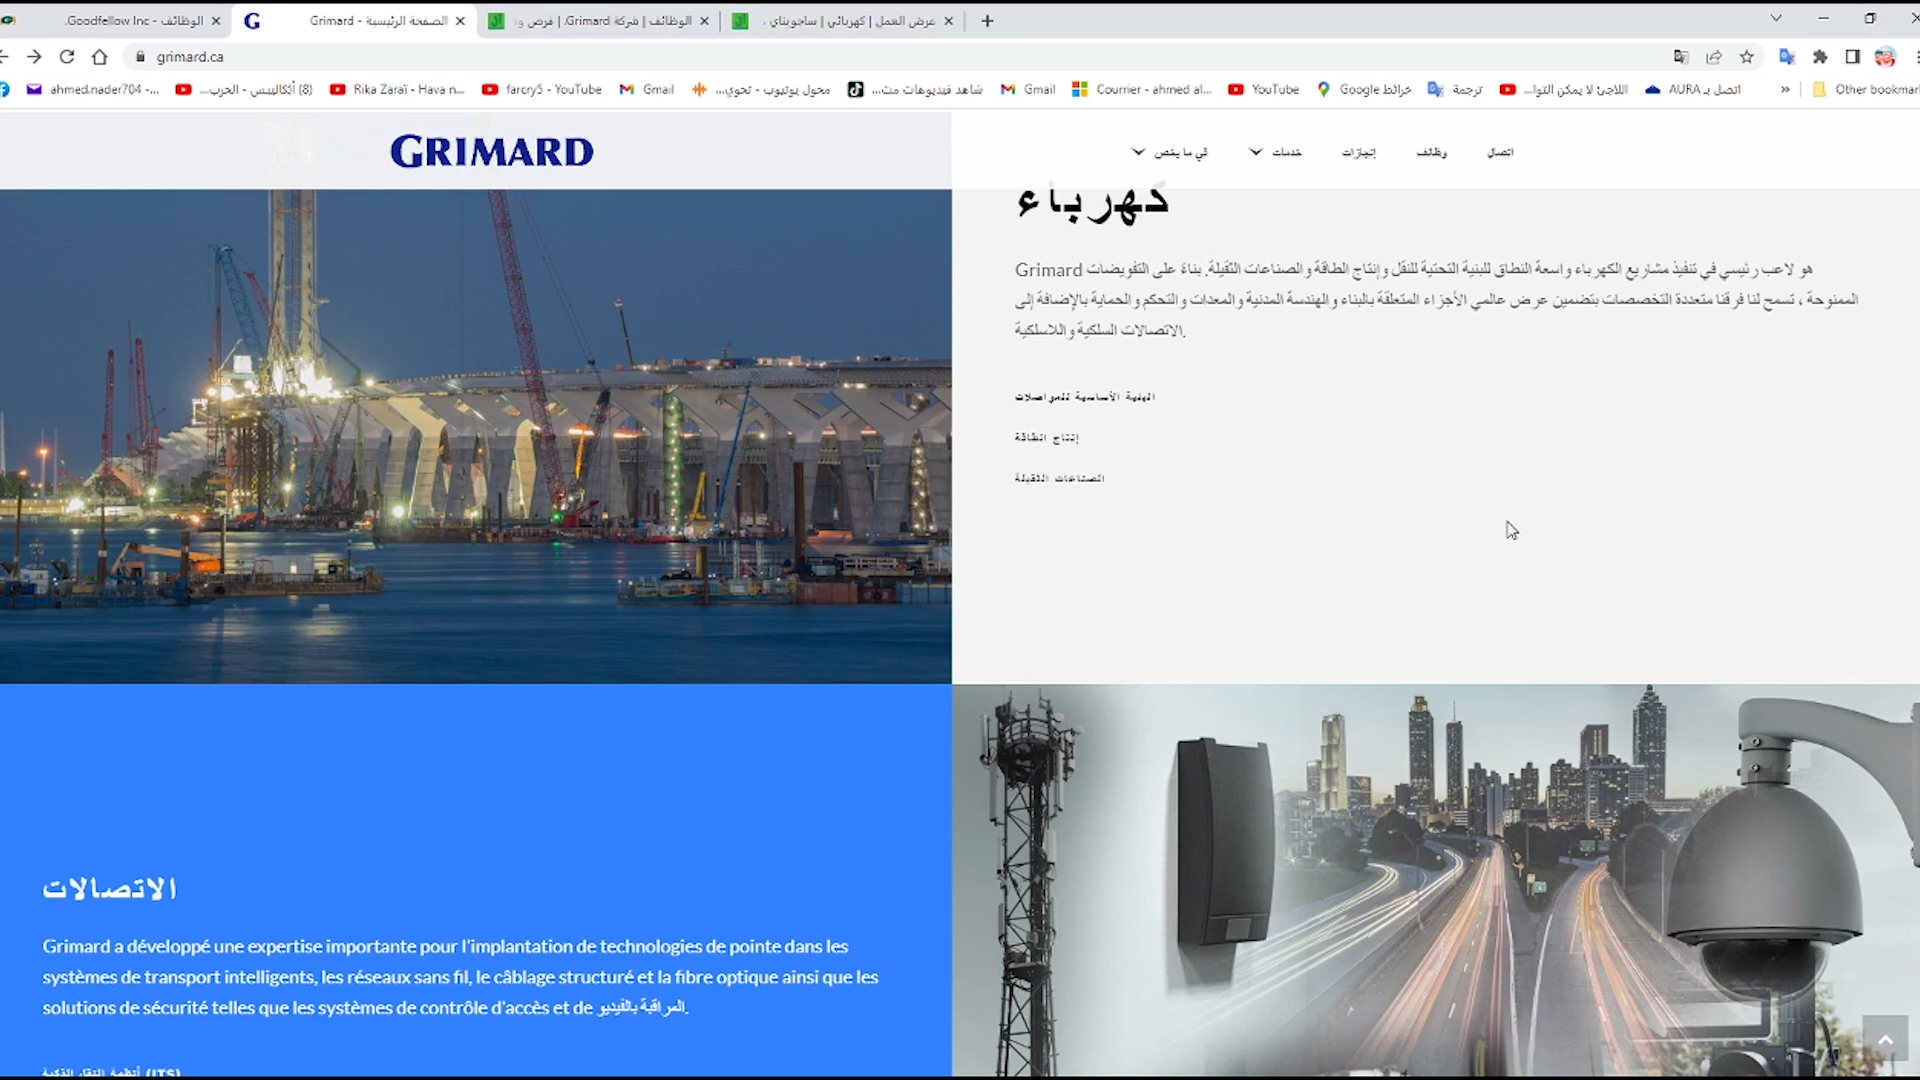 الوظائف - Goodfellow Inc.
الصفحة الرئيسية - Grimard
الوظائف | شركة Grimard. | فرص و
عرض العمل | كهربائي | ساجويناي .
grimard.ca
ahmed.nader704 -...
(8) أبكاليبس - الحرب...
Rika Zaraï - Hava n...
farcry5 - YouTube
Gmail
محول يوتيوب - تحوي...
شاهد فيديوهات مت...
Gmail
Courrier - ahmed al...
YouTube
خرائط Google
ترجمة
اللاجئ لا يمكن التوا...
اتصل بـ AURA
»
Other bookmar
GRIMARD
في ما يخص
خدمات
إنجازات
وظائف
اتصال
كهرباء
Grimard هو لاعب رئيسي في تنفيذ مشاريع الكهرباء واسعة النطاق للبنية التحتية للنقل وإنتاج الطاقة والصناعات الثقيلة. بناءً على التفويضات
الممنوحة ، تسمح لنا فرقنا متعددة التخصصات بتضمين عرض عالمي الأجزاء المتعلقة بالبناء والهندسة المدنية والمعدات والتحكم والحماية بالإضافة إلى
الاتصالات السلكية واللاسلكية.
البنية الأساسية للمواصلات
إنتاج الطاقة
الصناعات الثقيلة
الاتصالات
Grimard a développé une expertise importante pour l'implantation de technologies de pointe dans les
systèmes de transport intelligents, les réseaux sans fil, le câblage structuré et la fibre optique ainsi que les
solutions de sécurité telles que les systèmes de contrôle d'accès et de المراقبة بالفيديو.
أنظمة النقل الذكية (ITS)